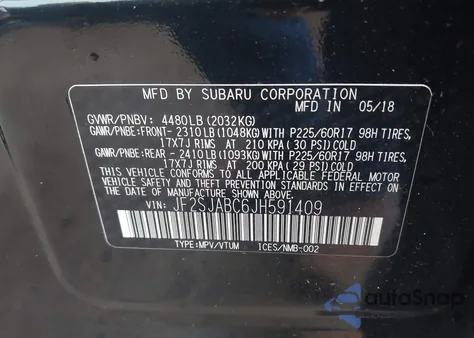 MFD BY SUBARU CORPORATION
MFD IN 05/18
GVWR/PNBV: 4480LB(2032KG)
GAWR/PNBE:FRONT- 2310LB(1048KG)WITH P225/60R17 98H TIRES,
17X7J RIMS AT 210 KPA(30 PSI)COLD
GAWR/PNBE:REAR - 2410LB(1093KG)WITH P225/60R17 98H TIRES,
17X7J RIMS AT 200 KPA(29 PSI)COLD
THIS VEHICLE CONFORMS TO ALL APPLICABLE FEDERAL MOTOR
VEHICLE SAFETY, BUMPER, AND THEFT PREVENTION STANDARDS IN EFFECT ON
THE DATE OF MANUFACTURE SHOWN ABOVE.
VIN: JF2SJABC6JH591409
TYPE:MPV/VTUM ICES/NMB-002
autoSnap